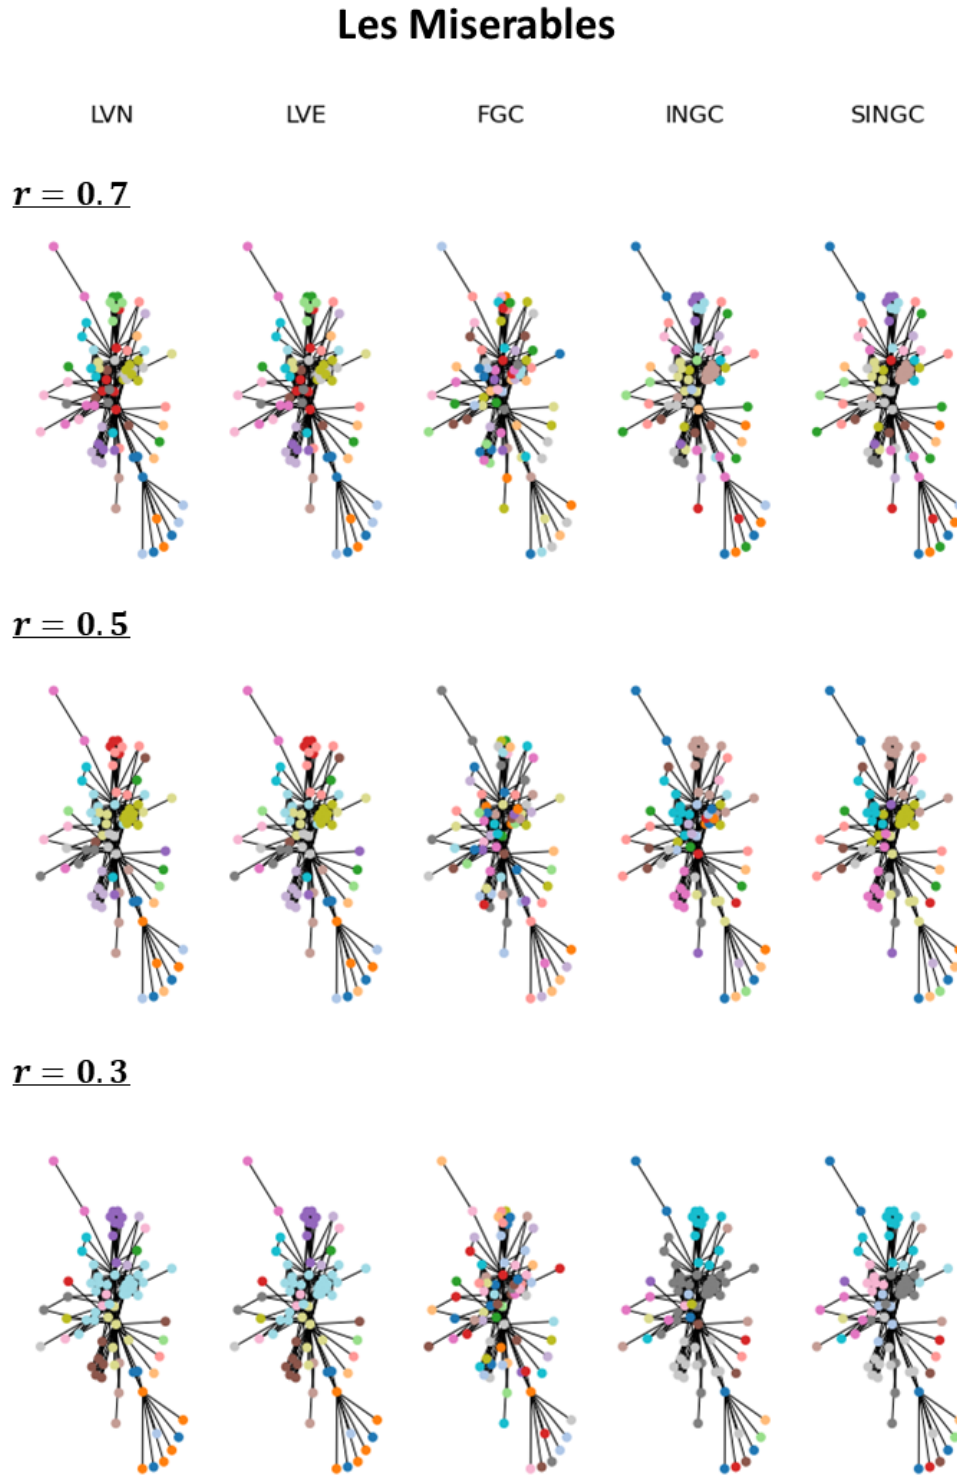 Les Miserables
LVN LVE FGC INGC SINGC
r = 0.7
r = 0.5
r = 0.3